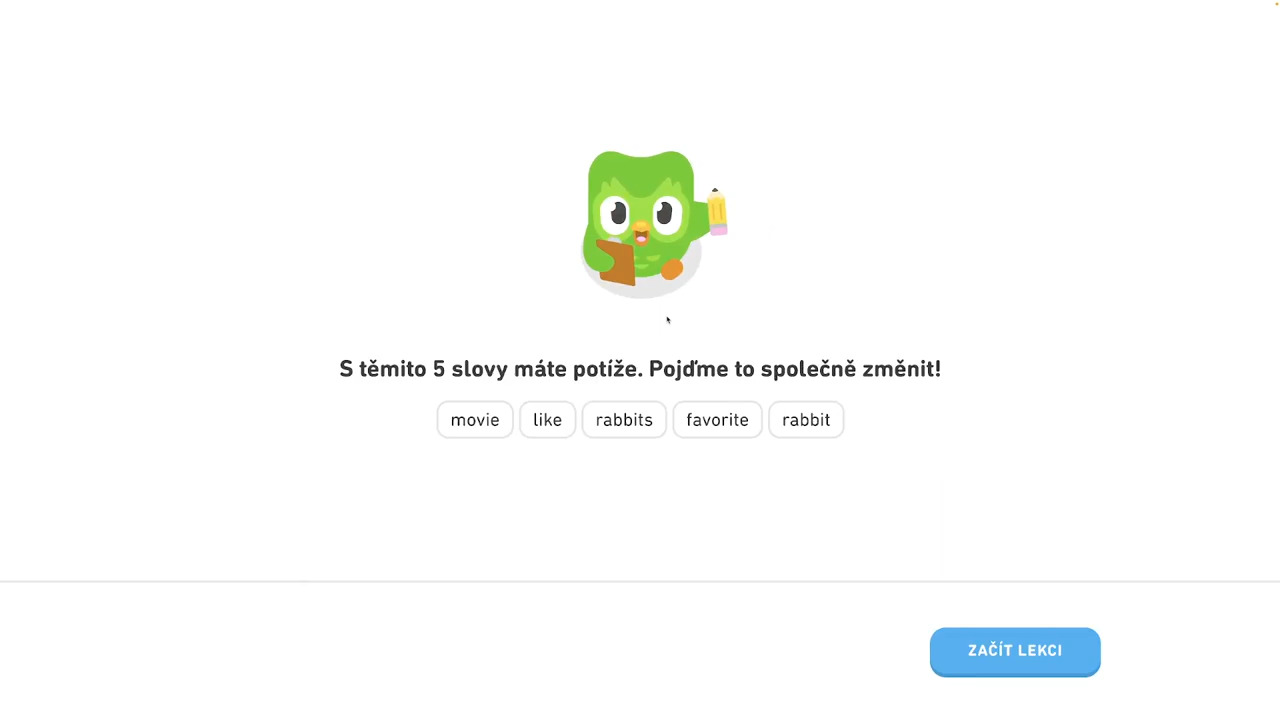 S těmito 5 slovy máte potíže. Pojďme to společně změnit!
movie like rabbits favorite rabbit
ZAČÍT LEKCI